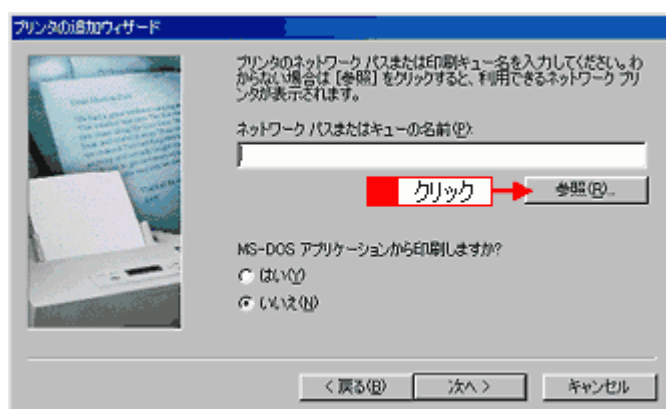 プリンタの追加ウィザード
プリンタのネットワーク パスまたは印刷キュー名を入力してください。わ
からない場合は [参照] をクリックすると、利用できるネットワーク プリ
ンタが表示されます。
ネットワーク パスまたはキューの名前(P):
クリック
参照(R)...
MS-DOS アプリケーションから印刷しますか?
はい(Y)
いいえ(N)
< 戻る(B)
次へ >
キャンセル